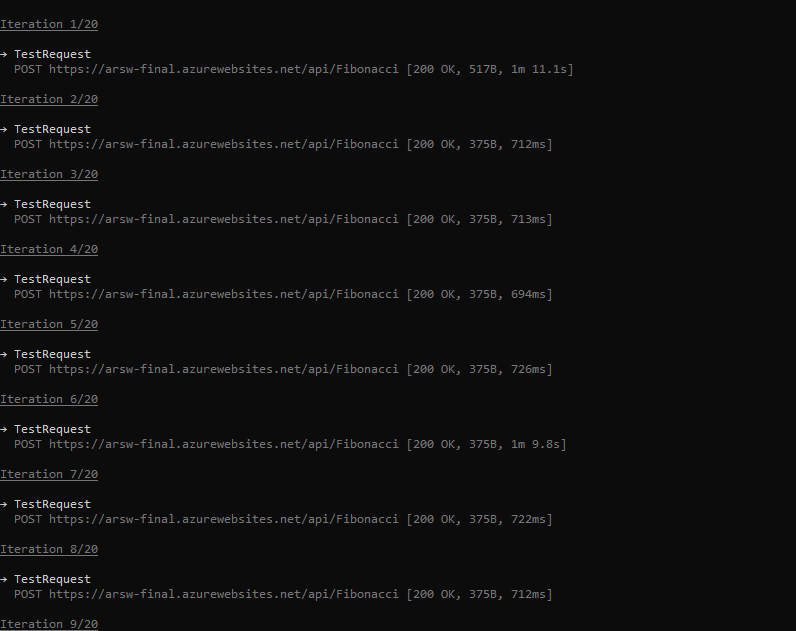 Iteration 1/20
→ TestRequest
POST https://arsw-final.azurewebsites.net/api/Fibonacci [200 OK, 517B, 1m 11.1s]
Iteration 2/20
→ TestRequest
POST https://arsw-final.azurewebsites.net/api/Fibonacci [200 OK, 375B, 712ms]
Iteration 3/20
→ TestRequest
POST https://arsw-final.azurewebsites.net/api/Fibonacci [200 OK, 375B, 713ms]
Iteration 4/20
→ TestRequest
POST https://arsw-final.azurewebsites.net/api/Fibonacci [200 OK, 375B, 694ms]
Iteration 5/20
→ TestRequest
POST https://arsw-final.azurewebsites.net/api/Fibonacci [200 OK, 375B, 726ms]
Iteration 6/20
→ TestRequest
POST https://arsw-final.azurewebsites.net/api/Fibonacci [200 OK, 375B, 1m 9.8s]
Iteration 7/20
→ TestRequest
POST https://arsw-final.azurewebsites.net/api/Fibonacci [200 OK, 375B, 722ms]
Iteration 8/20
→ TestRequest
POST https://arsw-final.azurewebsites.net/api/Fibonacci [200 OK, 375B, 712ms]
Iteration 9/20